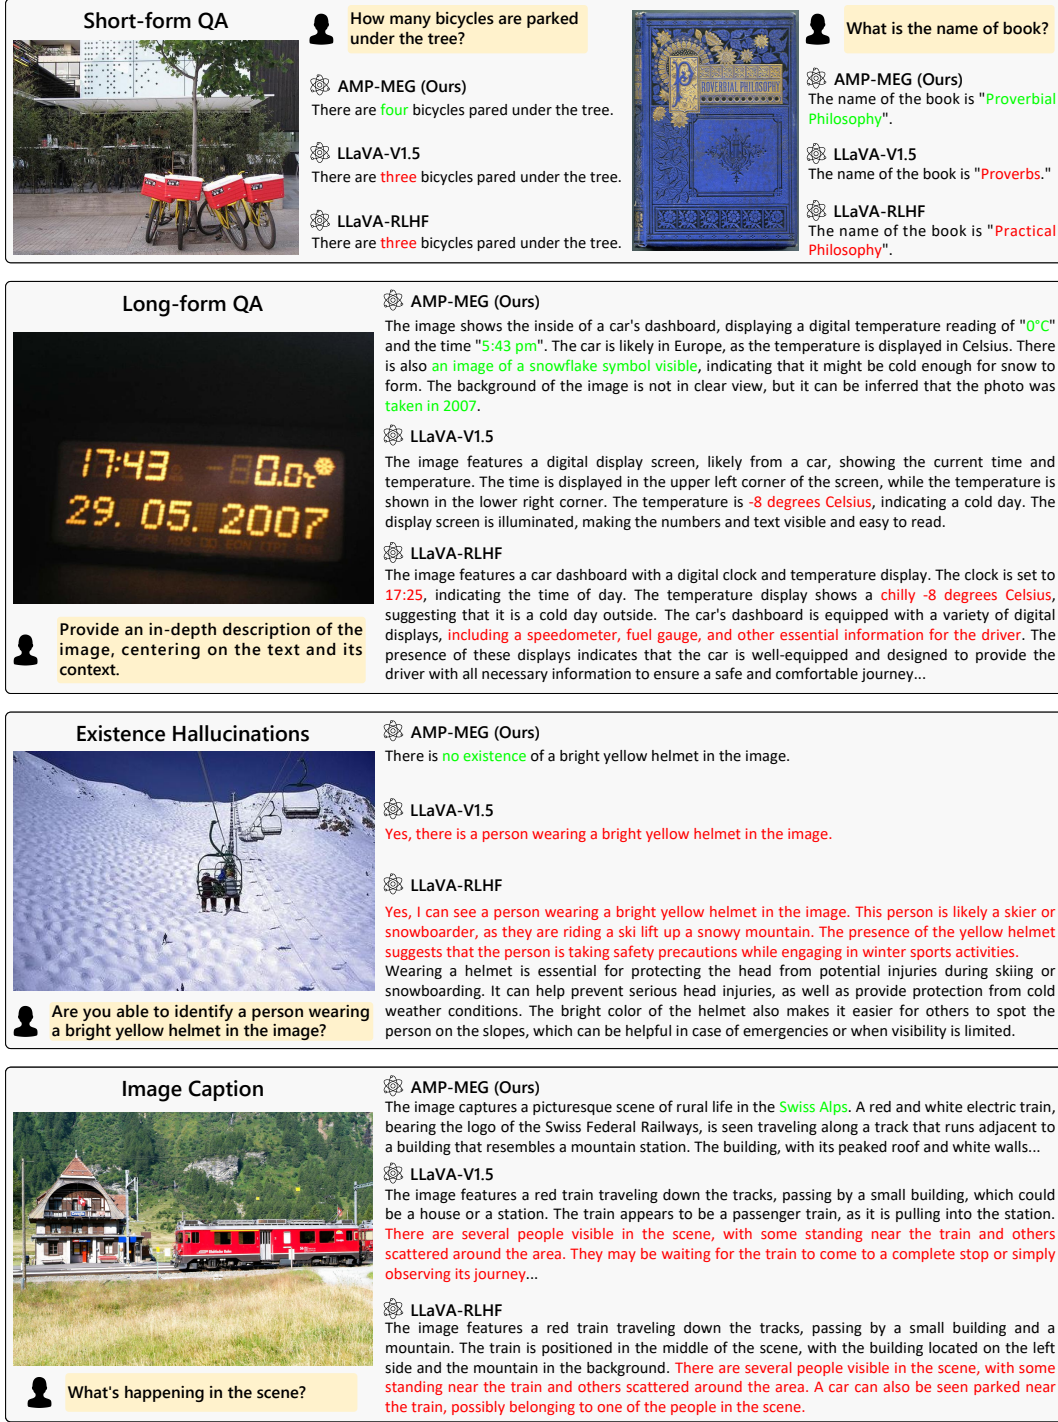 Short-form QA
How many bicycles are parked
under the tree?
AMP-MEG (Ours)
There are four bicycles pared under the tree.
LLaVA-V1.5
There are three bicycles pared under the tree.
LLaVA-RLHF
There are three bicycles pared under the tree.
PROVERBIAL PHILOSOPHY
What is the name of book?
AMP-MEG (Ours)
The name of the book is "Proverbial
Philosophy".
LLaVA-V1.5
The name of the book is "Proverbs."
LLaVA-RLHF
The name of the book is "Practical
Philosophy".
Long-form QA
17:43 0.0°C
29. 05. 2007
Provide an in-depth description of the
image, centering on the text and its
context.
AMP-MEG (Ours)
The image shows the inside of a car's dashboard, displaying a digital temperature reading of "0°C"
and the time "5:43 pm". The car is likely in Europe, as the temperature is displayed in Celsius. There
is also an image of a snowflake symbol visible, indicating that it might be cold enough for snow to
form. The background of the image is not in clear view, but it can be inferred that the photo was
taken in 2007.
LLaVA-V1.5
The image features a digital display screen, likely from a car, showing the current time and
temperature. The time is displayed in the upper left corner of the screen, while the temperature is
shown in the lower right corner. The temperature is -8 degrees Celsius, indicating a cold day. The
display screen is illuminated, making the numbers and text visible and easy to read.
LLaVA-RLHF
The image features a car dashboard with a digital clock and temperature display. The clock is set to
17:25, indicating the time of day. The temperature display shows a chilly -8 degrees Celsius,
suggesting that it is a cold day outside. The car's dashboard is equipped with a variety of digital
displays, including a speedometer, fuel gauge, and other essential information for the driver. The
presence of these displays indicates that the car is well-equipped and designed to provide the
driver with all necessary information to ensure a safe and comfortable journey...
Existence Hallucinations
Are you able to identify a person wearing
a bright yellow helmet in the image?
AMP-MEG (Ours)
There is no existence of a bright yellow helmet in the image.
LLaVA-V1.5
Yes, there is a person wearing a bright yellow helmet in the image.
LLaVA-RLHF
Yes, I can see a person wearing a bright yellow helmet in the image. This person is likely a skier or
snowboarder, as they are riding a ski lift up a snowy mountain. The presence of the yellow helmet
suggests that the person is taking safety precautions while engaging in winter sports activities.
Wearing a helmet is essential for protecting the head from potential injuries during skiing or
snowboarding. It can help prevent serious head injuries, as well as provide protection from cold
weather conditions. The bright color of the helmet also makes it easier for others to spot the
person on the slopes, which can be helpful in case of emergencies or when visibility is limited.
Image Caption
What's happening in the scene?
AMP-MEG (Ours)
The image captures a picturesque scene of rural life in the Swiss Alps. A red and white electric train,
bearing the logo of the Swiss Federal Railways, is seen traveling along a track that runs adjacent to
a building that resembles a mountain station. The building, with its peaked roof and white walls...
LLaVA-V1.5
The image features a red train traveling down the tracks, passing by a small building, which could
be a house or a station. The train appears to be a passenger train, as it is pulling into the station.
There are several people visible in the scene, with some standing near the train and others
scattered around the area. They may be waiting for the train to come to a complete stop or simply
observing its journey...
LLaVA-RLHF
The image features a red train traveling down the tracks, passing by a small building and a
mountain. The train is positioned in the middle of the scene, with the building located on the left
side and the mountain in the background. There are several people visible in the scene, with some
standing near the train and others scattered around the area. A car can also be seen parked near
the train, possibly belonging to one of the people in the scene.